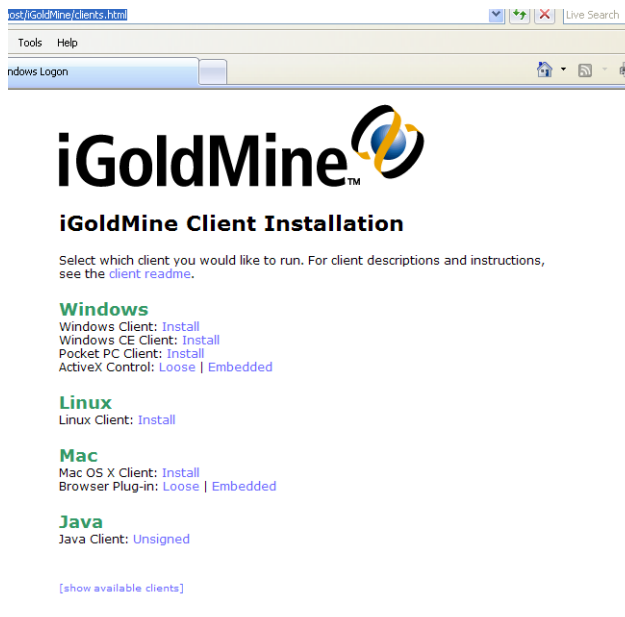 ost/iGoldMine/clients.html
Live Search
Tools Help
ndows Logon
iGoldMine™
iGoldMine Client Installation
Select which client you would like to run. For client descriptions and instructions,
see the client readme.
Windows
Windows Client: Install
Windows CE Client: Install
Pocket PC Client: Install
ActiveX Control: Loose | Embedded
Linux
Linux Client: Install
Mac
Mac OS X Client: Install
Browser Plug-in: Loose | Embedded
Java
Java Client: Unsigned
[show available clients]